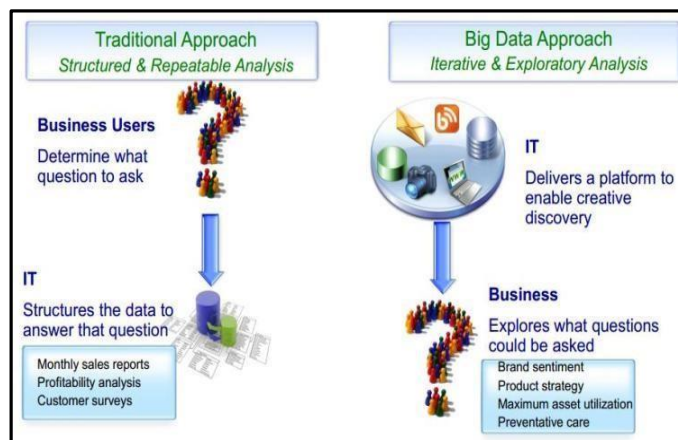 Traditional Approach
Structured & Repeatable Analysis
Business Users
Determine what
question to ask
IT
Structures the data to
answer that question
Monthly sales reports
Profitability analysis
Customer surveys
Big Data Approach
Iterative & Exploratory Analysis
IT
Delivers a platform to
enable creative
discovery
Business
Explores what questions
could be asked
Brand sentiment
Product strategy
Maximum asset utilization
Preventative care